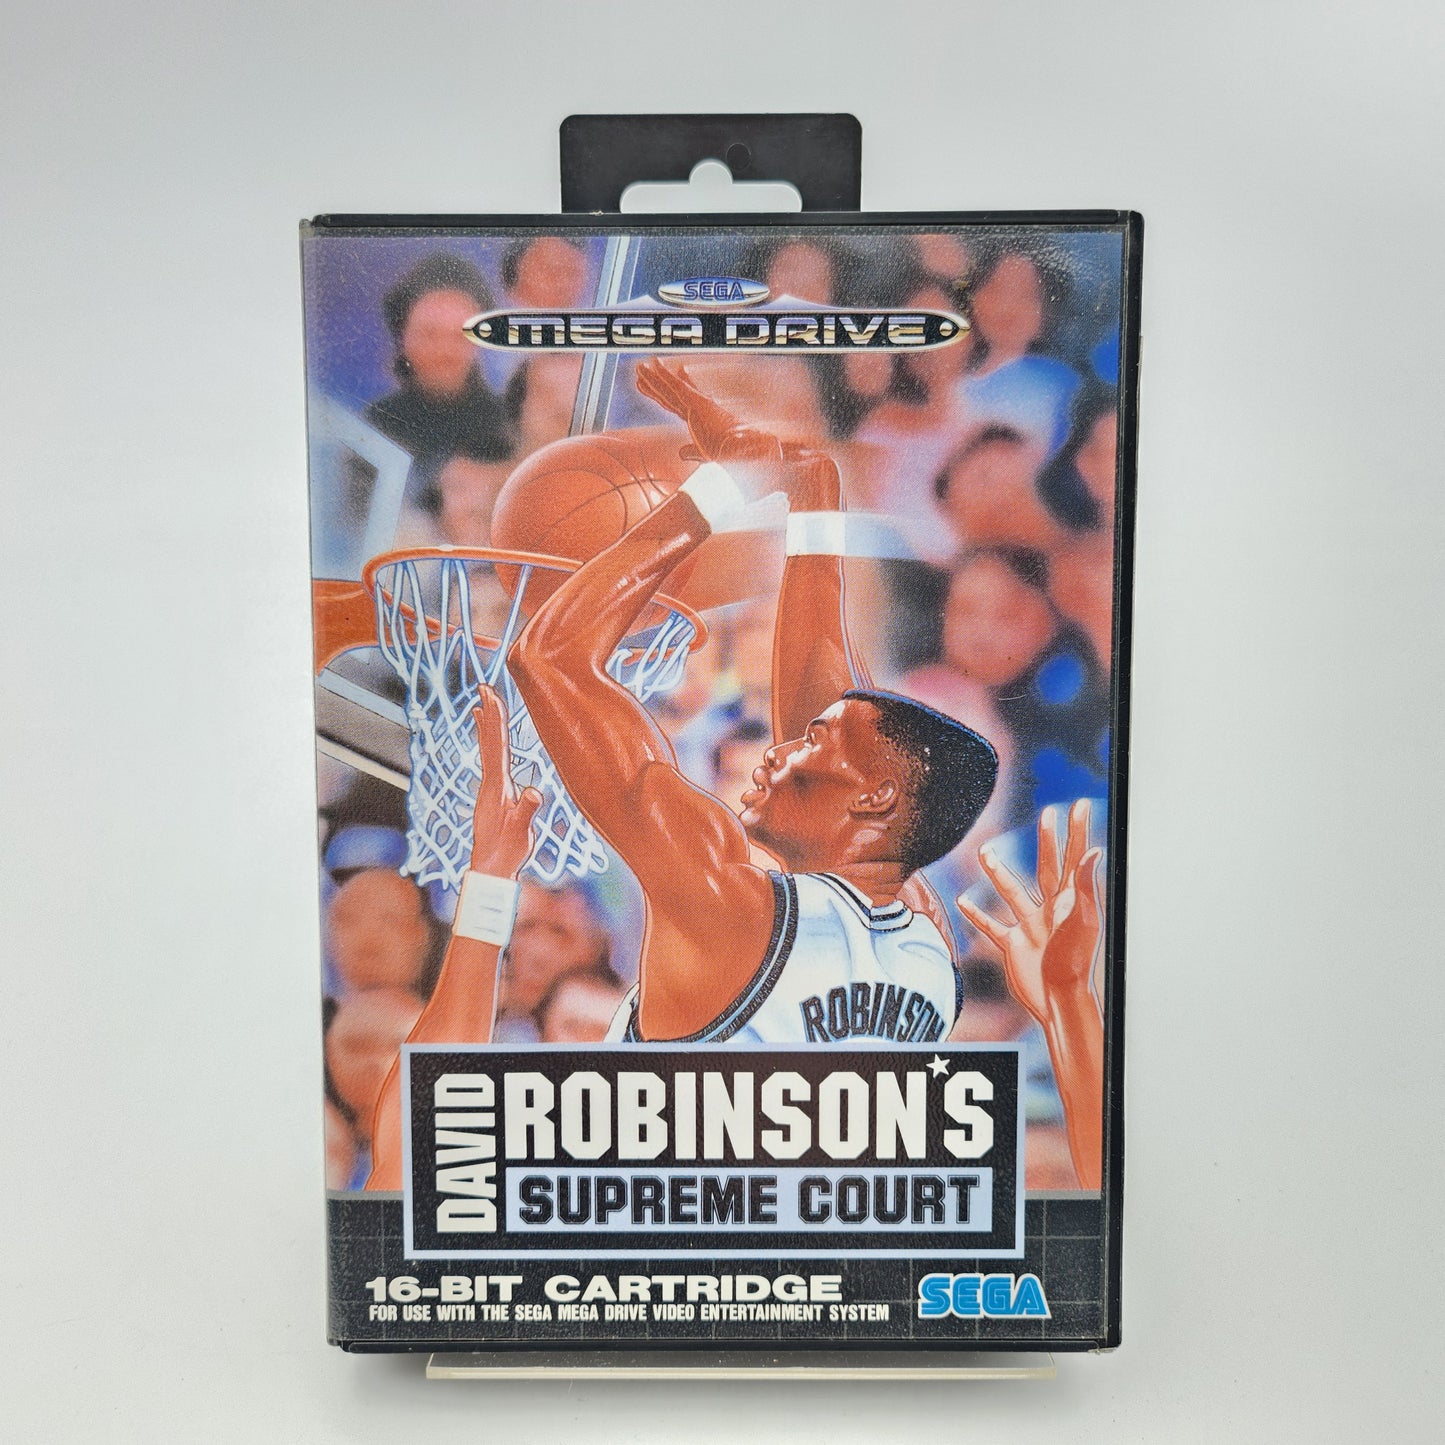 SEGA
MEGA DRIVE
ROBINSON
DAVID
ROBINSON'S
SUPREME COURT
16-BIT CARTRIDGE
FOR USE WITH THE SEGA MEGA DRIVE VIDEO ENTERTAINMENT SYSTEM
SEGA